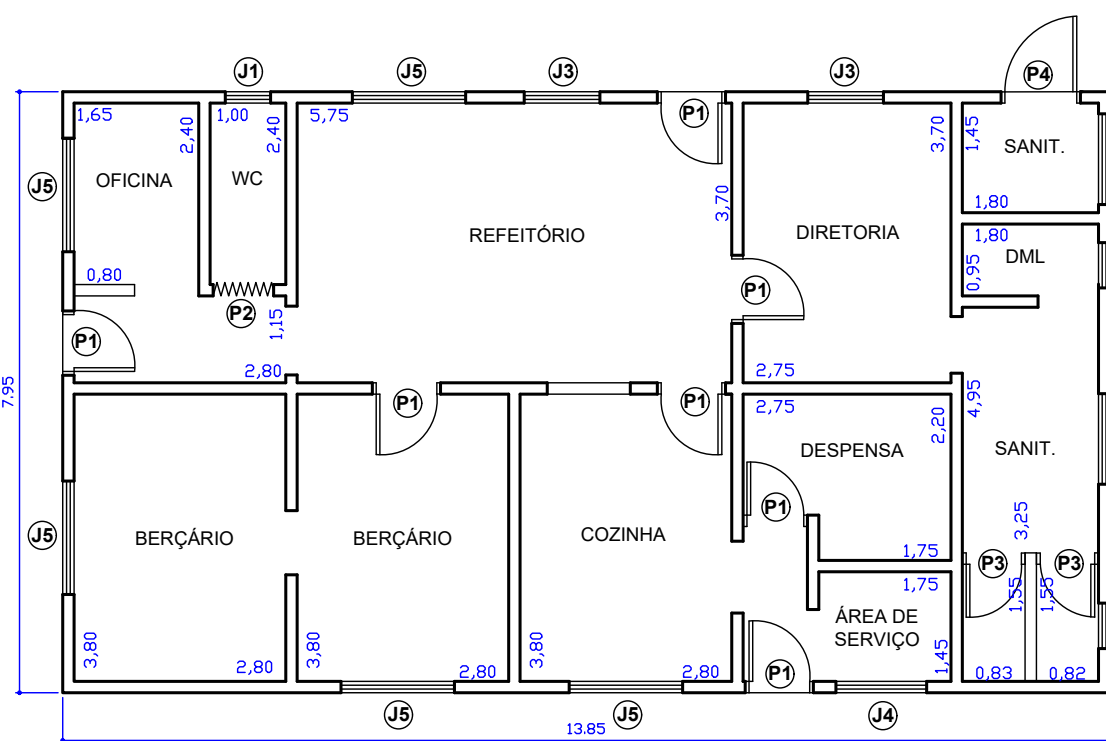 J1
J5
J3
J3
P4
1,65
2,40
1,00
2,40
5,75
P1
3,70
1,45
SANIT.
J5
OFICINA
WC
3,70
1,80
REFEITÓRIO
DIRETORIA
1,80
DML
0,80
0,95
P2
P1
1,15
P1
2,80
2,75
7.95
P1
P1
2,75
2,20
4,95
DESPENSA
SANIT.
J5
BERÇÁRIO
BERÇÁRIO
COZINHA
P1
3,25
1,75
P3
P3
1,75
1,55
1,55
ÁREA DE
SERVIÇO
3,80
2,80
3,80
2,80
3,80
2,80
P1
1,45
0,83
0,82
J5
J5
J4
13.85